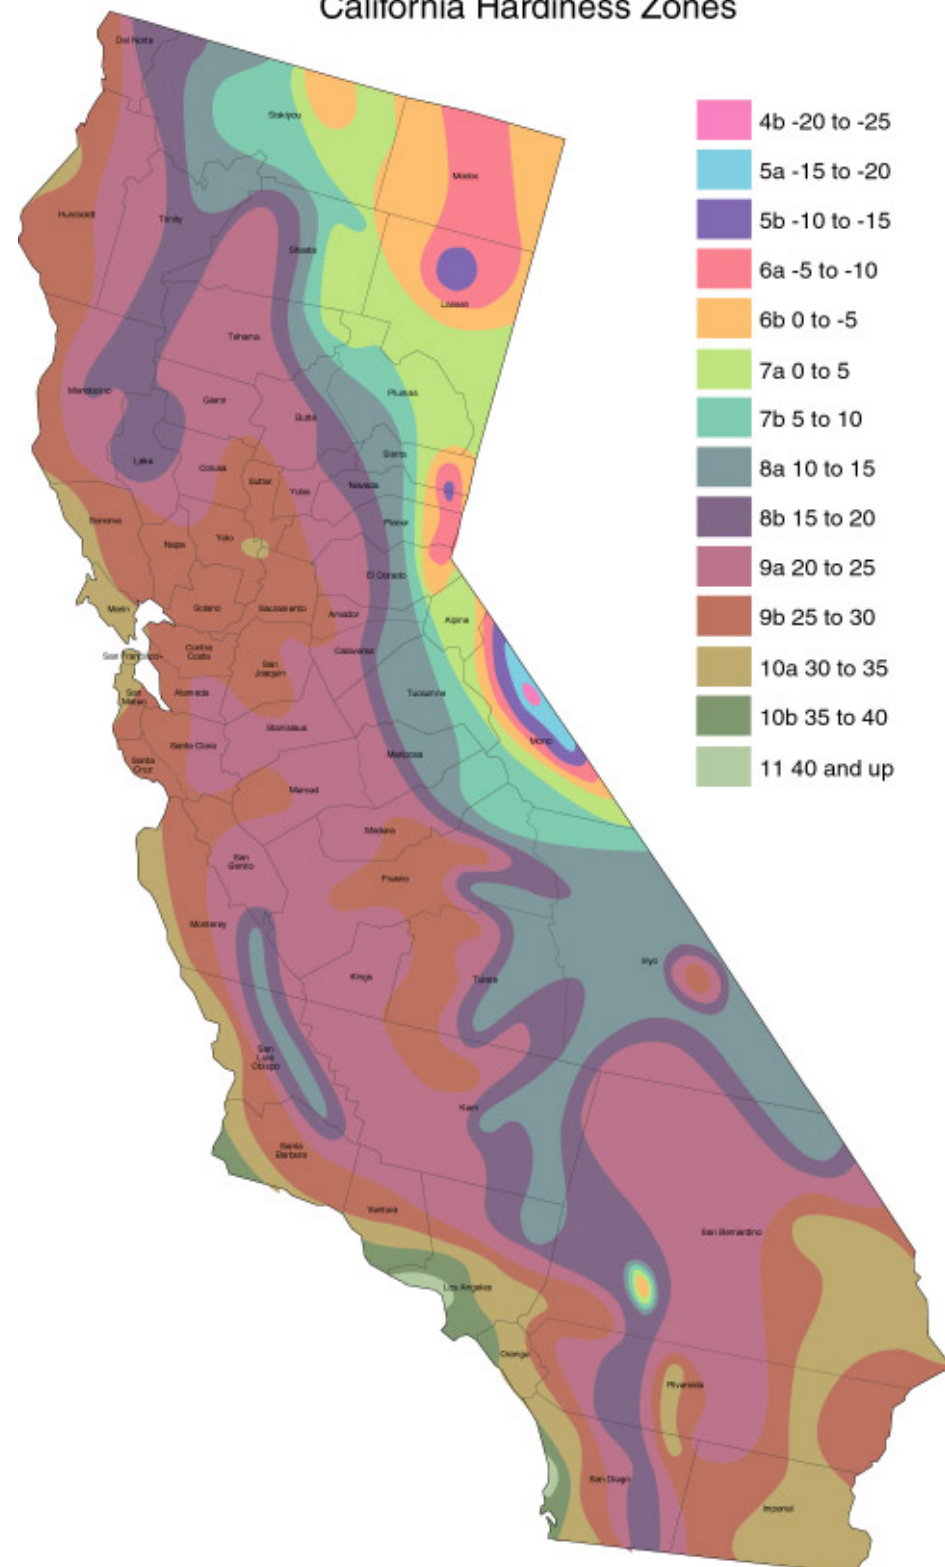 California Hardiness Zones
4b -20 to -25
5a -15 to -20
5b -10 to -15
6a -5 to -10
6b 0 to -5
7a 0 to 5
7b 5 to 10
8a 10 to 15
8b 15 to 20
9a 20 to 25
9b 25 to 30
10a 30 to 35
10b 35 to 40
11 40 and up
Del Norte
Siskiyou
Modoc
Humboldt
Trinity
Shasta
Lassen
Tehama
Mendocino
Glenn
Plumas
Butte
Lake
Colusa
Sierra
Sutter
Yuba
Nevada
Sonoma
Placer
Napa
Yolo
El Dorado
Marin
Solano
Sacramento
Amador
Alpine
San Francisco
Contra
Costa
Calaveras
San
Joaquin
San
Mateo
Alameda
Tuolumne
Stanislaus
Santa Clara
Mono
Santa
Cruz
Mariposa
Merced
Madera
San
Benito
Fresno
Monterey
Inyo
Kings
Tulare
San
Luis
Obispo
Kern
Santa
Barbara
Ventura
San Bernardino
Los Angeles
Orange
Riverside
San Diego
Imperial